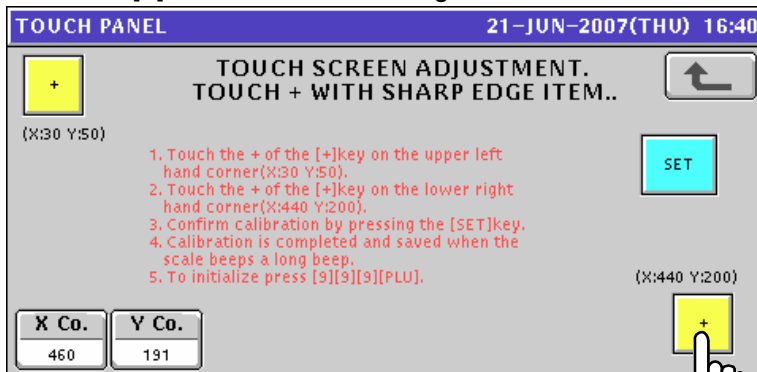 TOUCH PANEL 21-JUN-2007(THU) 16:40
+
TOUCH SCREEN ADJUSTMENT.
TOUCH + WITH SHARP EDGE ITEM..
(X:30 Y:50)
1. Touch the + of the [+]key on the upper left
hand corner(X:30 Y:50).
2. Touch the + of the [+]key on the lower right
hand corner(X:440 Y:200).
3. Confirm calibration by pressing the [SET]key.
4. Calibration is completed and saved when the
scale beeps a long beep.
5. To initialize press [9][9][9][PLU].
SET
(X:440 Y:200)
+
X Co. Y Co.
460 191